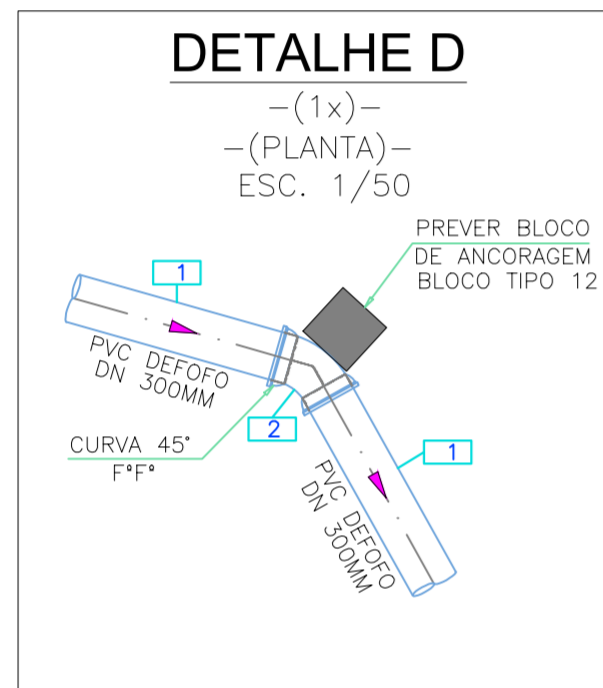 DETALHE D
-(1x)-
-(PLANTA)-
ESC. 1/50
PREVER BLOCO
DE ANCORAGEM
BLOCO TIPO 12
1
PVC DEFOFO
DN 300MM
2
CURVA 45°
F°F°
1
PVC DEFOFO
DN 300MM